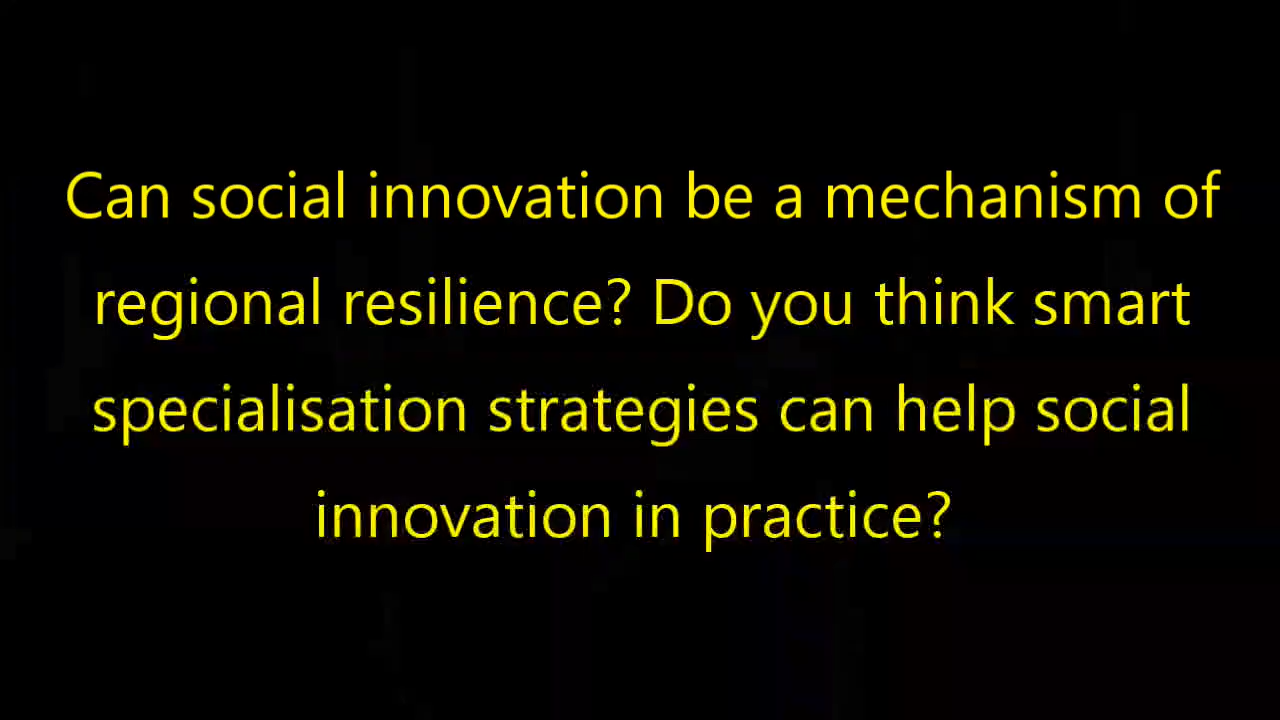 Can social innovation be a mechanism of
regional resilience? Do you think smart
specialisation strategies can help social
innovation in practice?